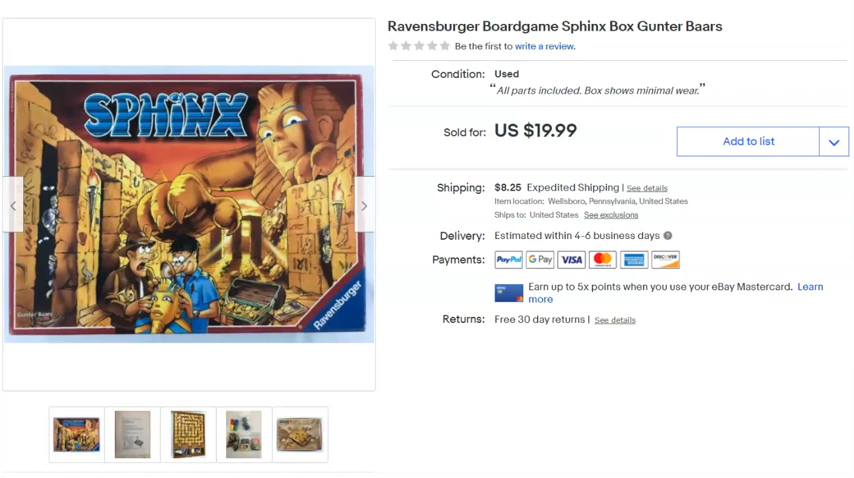 Ravensburger Boardgame Sphinx Box Gunter Baars
Be the first to write a review.
Condition: Used
“All parts included. Box shows minimal wear.”
Sold for: US $19.99
Add to list
Shipping: $8.25 Expedited Shipping | See details
Item location: Wellsboro, Pennsylvania, United States
Ships to: United States See exclusions
Delivery: Estimated within 4-6 business days
Payments: PayPal G Pay VISA
Earn up to 5x points when you use your eBay Mastercard. Learn
more
Returns: Free 30 day returns | See details
SPHINX
Gunter Baars
Ravensburger